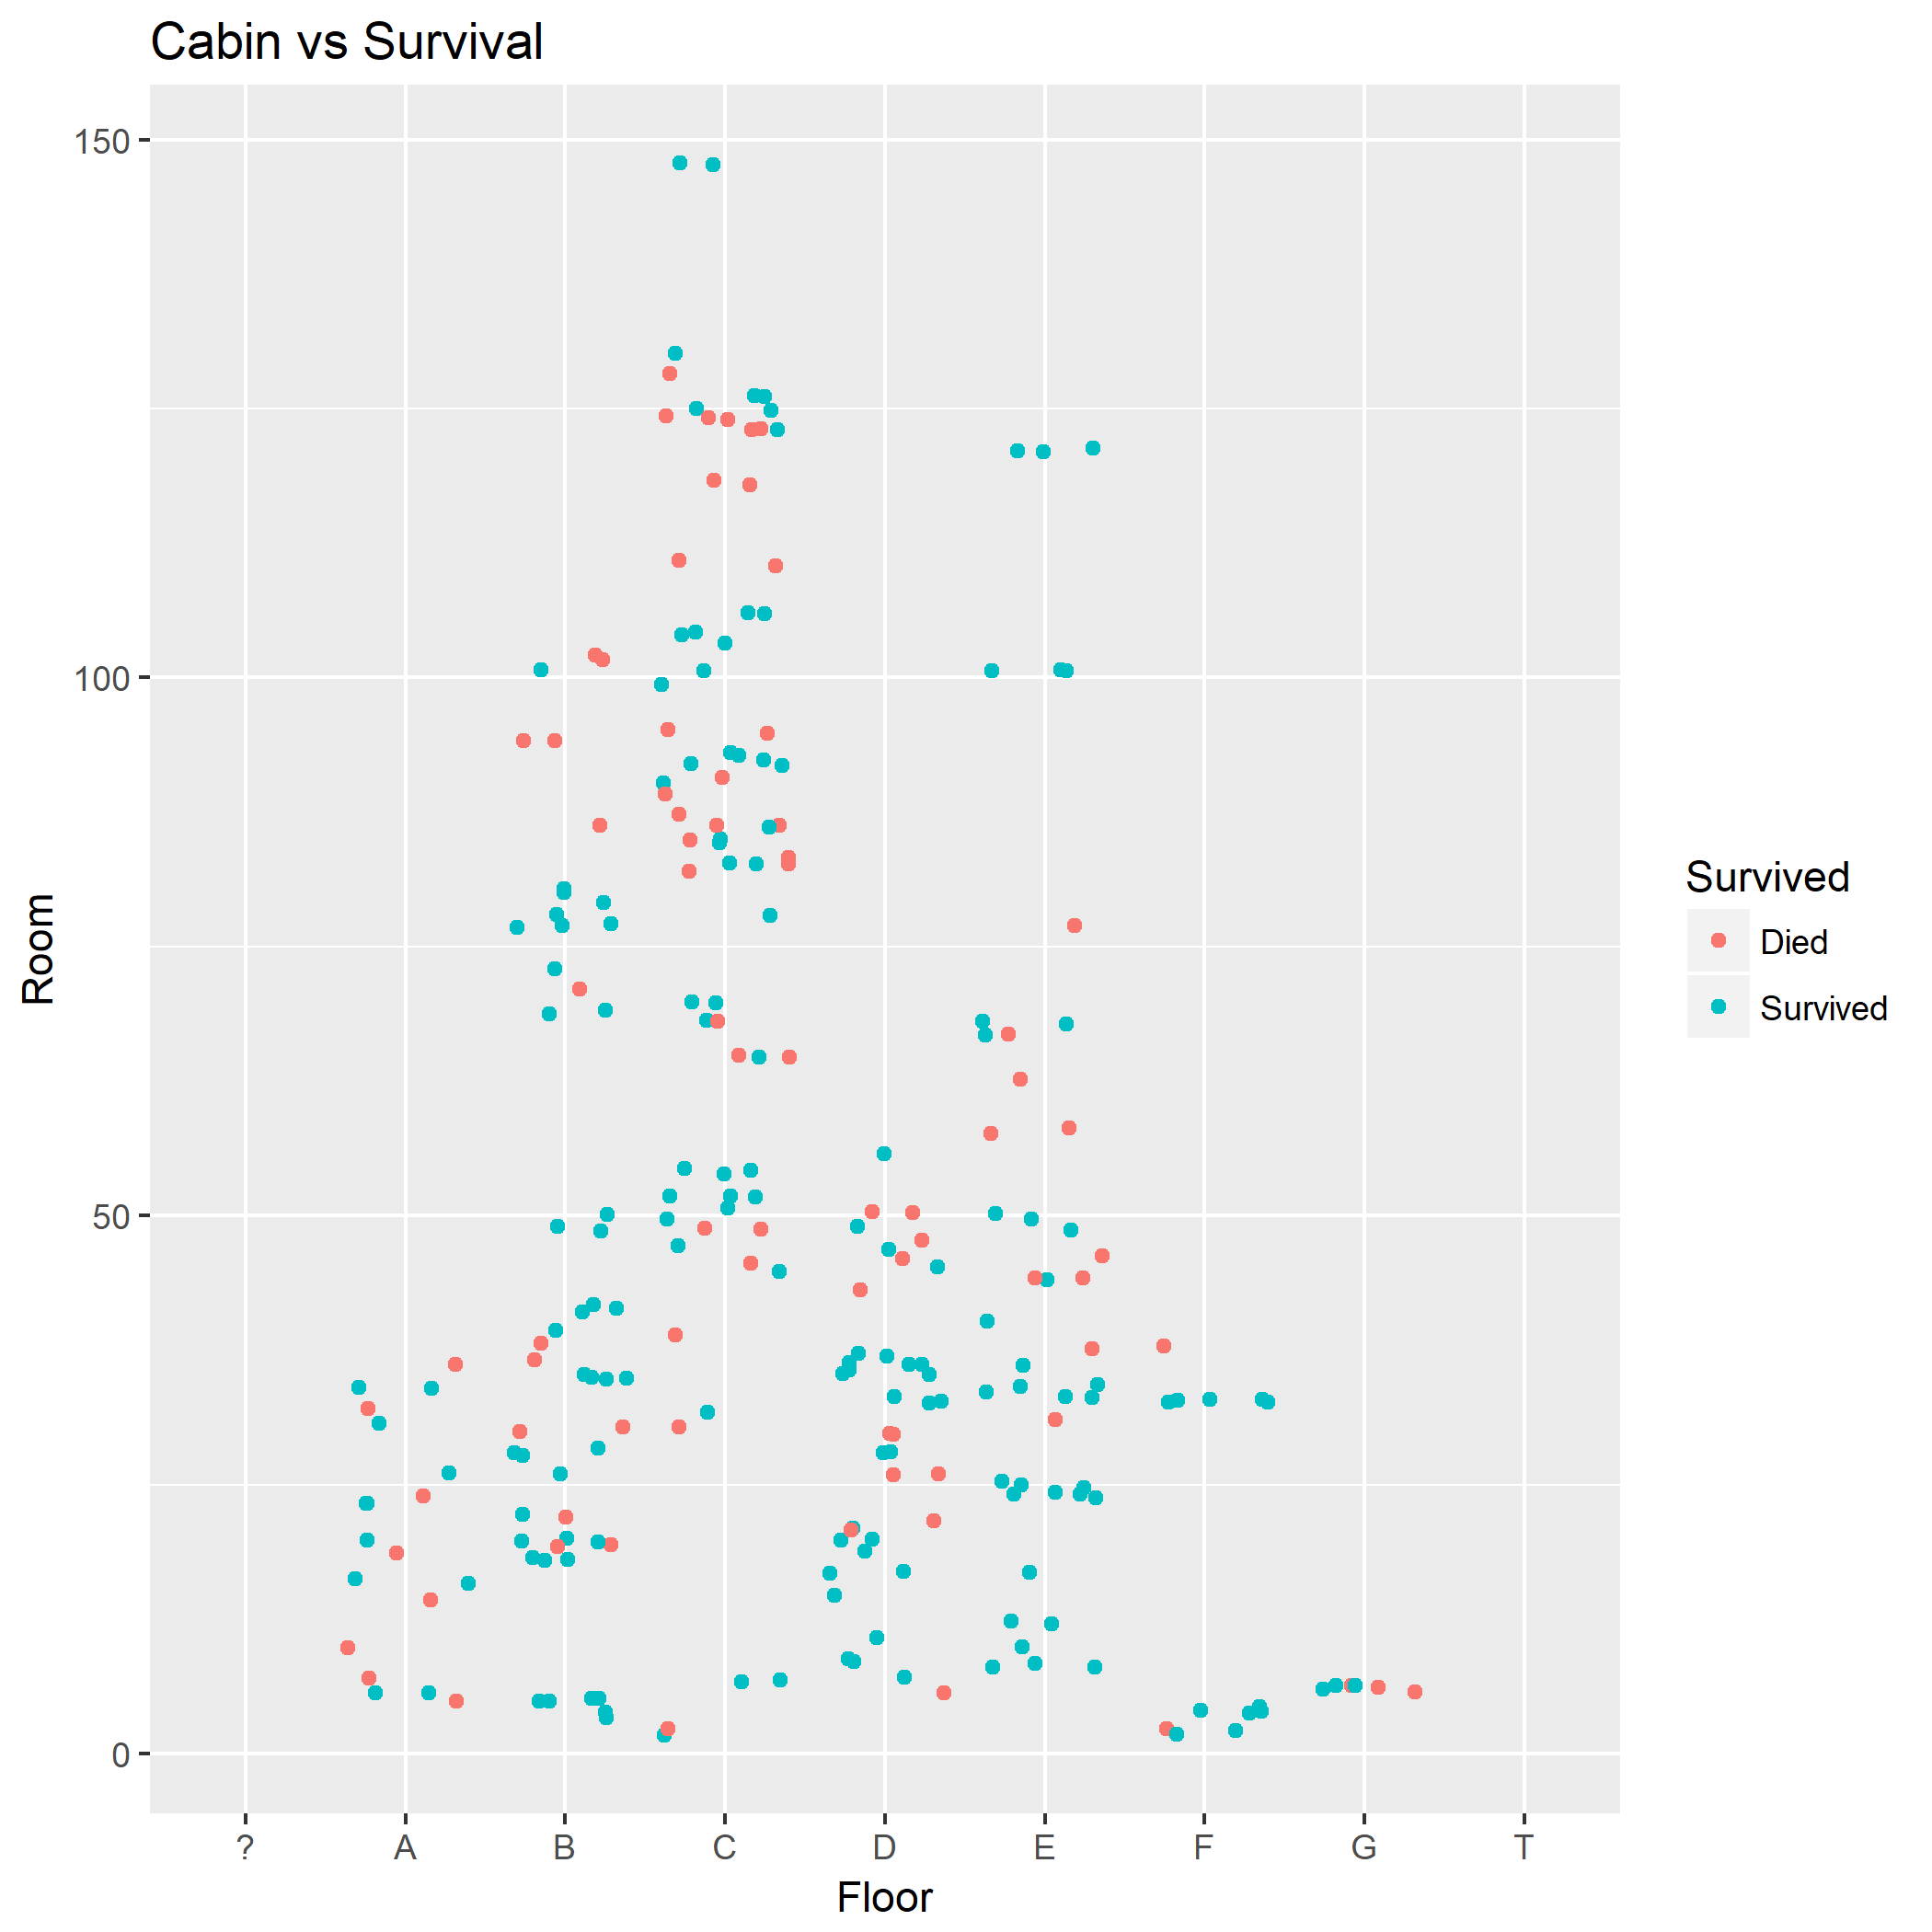 Cabin vs Survival
150
100
50
0
Room
? A B C D E F G T
Floor
Survived
Died
Survived